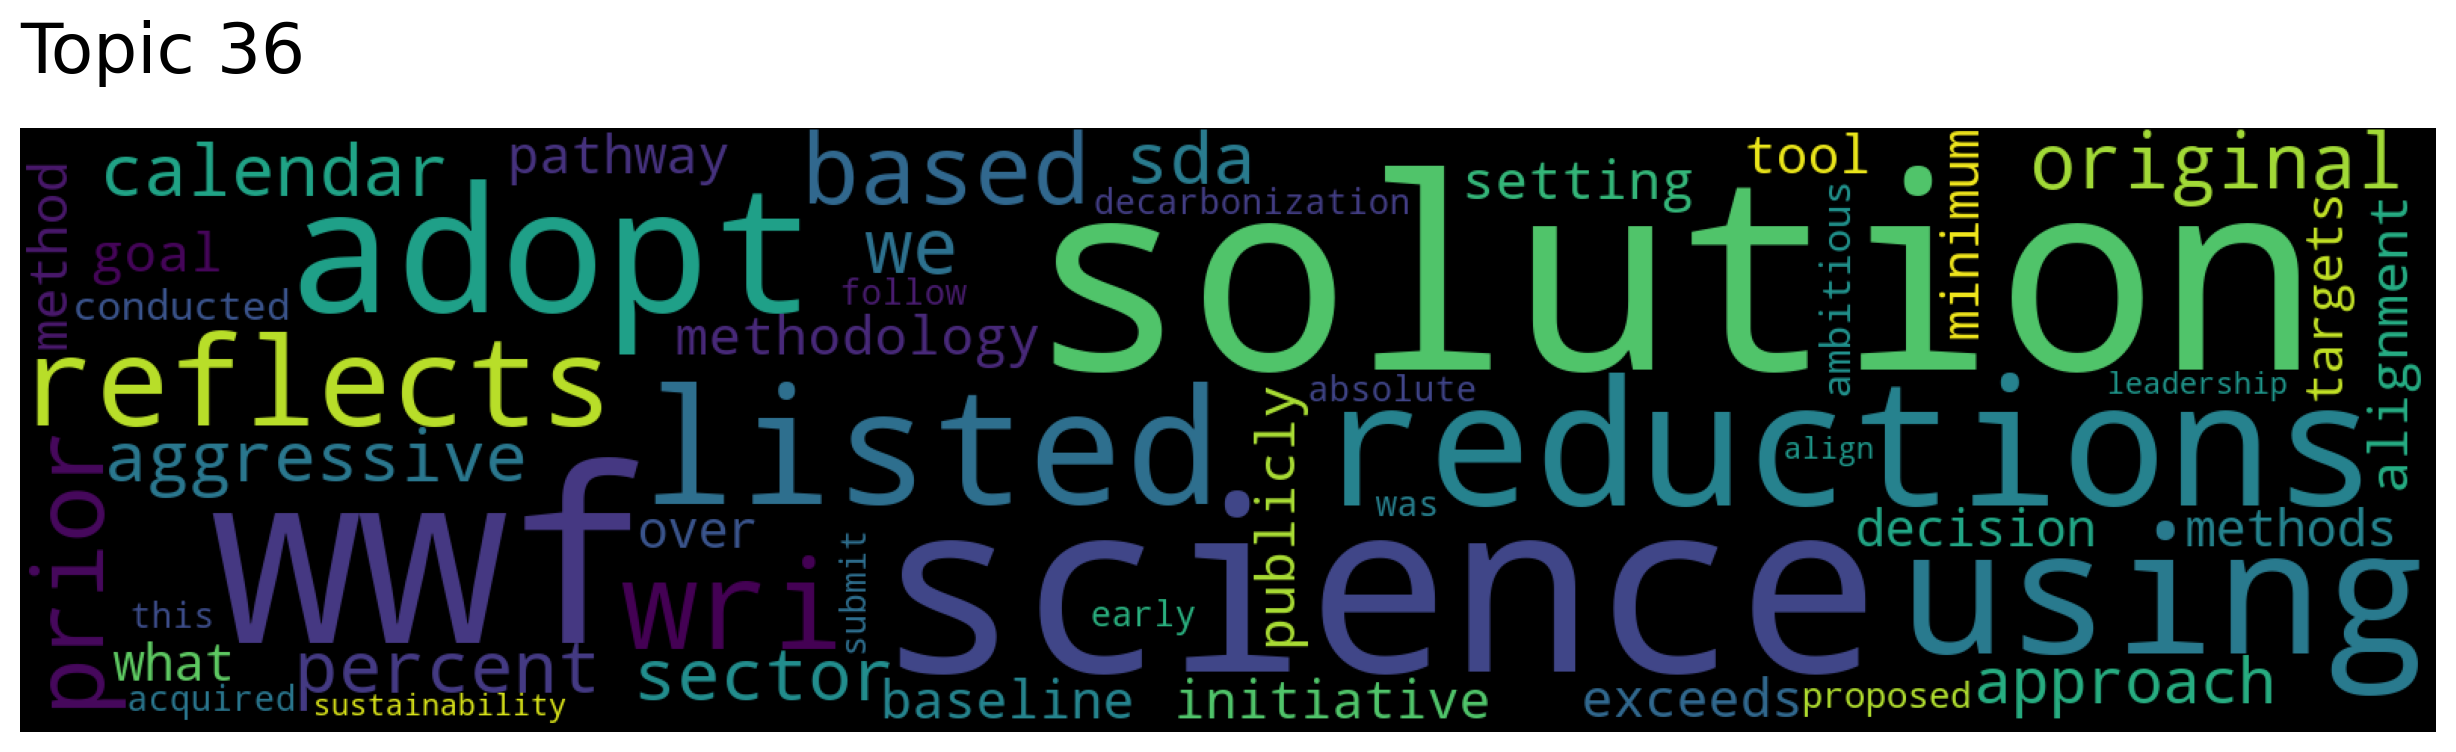 Topic 36
calendar
pathway
based
sda
tool
minimum
original
method
decarbonization
setting
adopt
goal
we
solution
ambitious
targets
alignment
conducted
follow
methodology
reflects
listed
publicly
absolute
reductions
leadership
aggressive
align
prior
wwf
over
was
decision
methods
this
wri
submit
science
early
using
what
percent
sector
acquired
sustainability
baseline
initiative
exceeds
proposed
approach